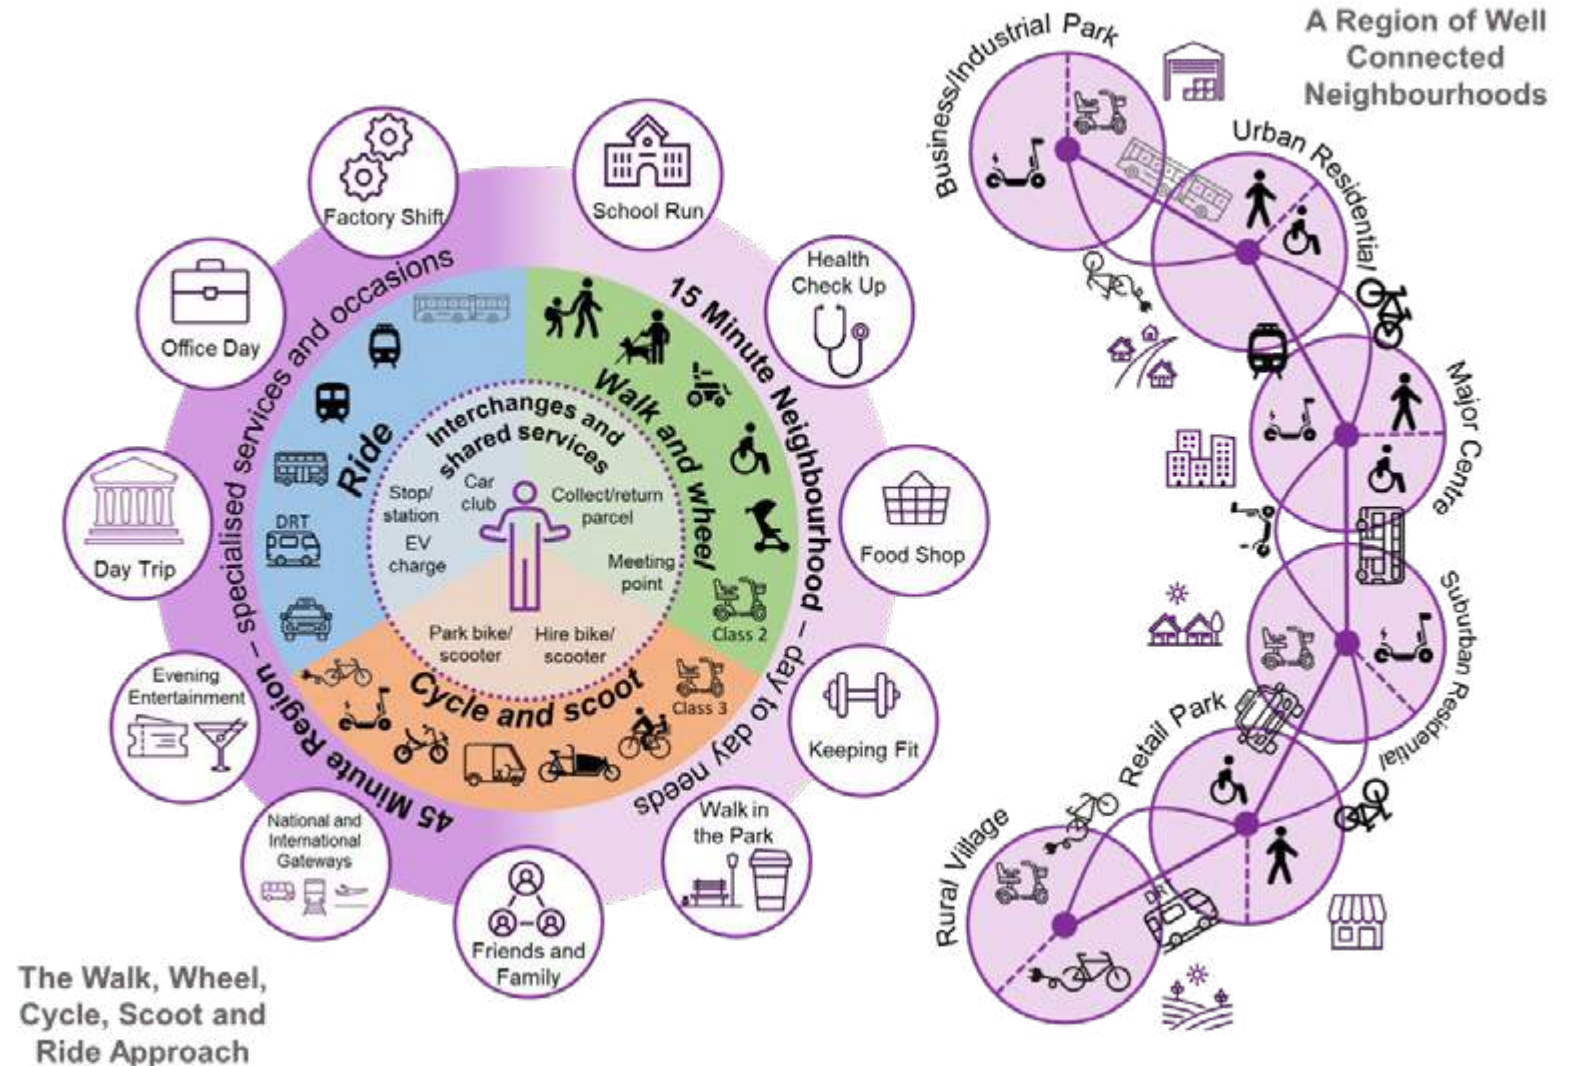 A Region of Well
Connected
Neighbourhoods
Business/Industrial Park
Urban Residential/
Major Centre
Suburban Residential/
Retail Park
Rural Village
DRT
Factory Shift
School Run
Health
Check Up
Office Day
Food Shop
Day Trip
Keeping Fit
Evening
Entertainment
Walk in
the Park
National and
International
Gateways
Friends and
Family
45 Minute Region – specialised services and occasions
15 Minute Neighbourhood – day to day needs
Ride
Walk and wheel
Cycle and scoot
DRT
Class 2
Class 3
Interchanges and
shared services
Stop/
station
Car
club
Collect/return
parcel
EV
charge
Meeting
point
Park bike/
scooter
Hire bike/
scooter
The Walk, Wheel,
Cycle, Scoot and
Ride Approach